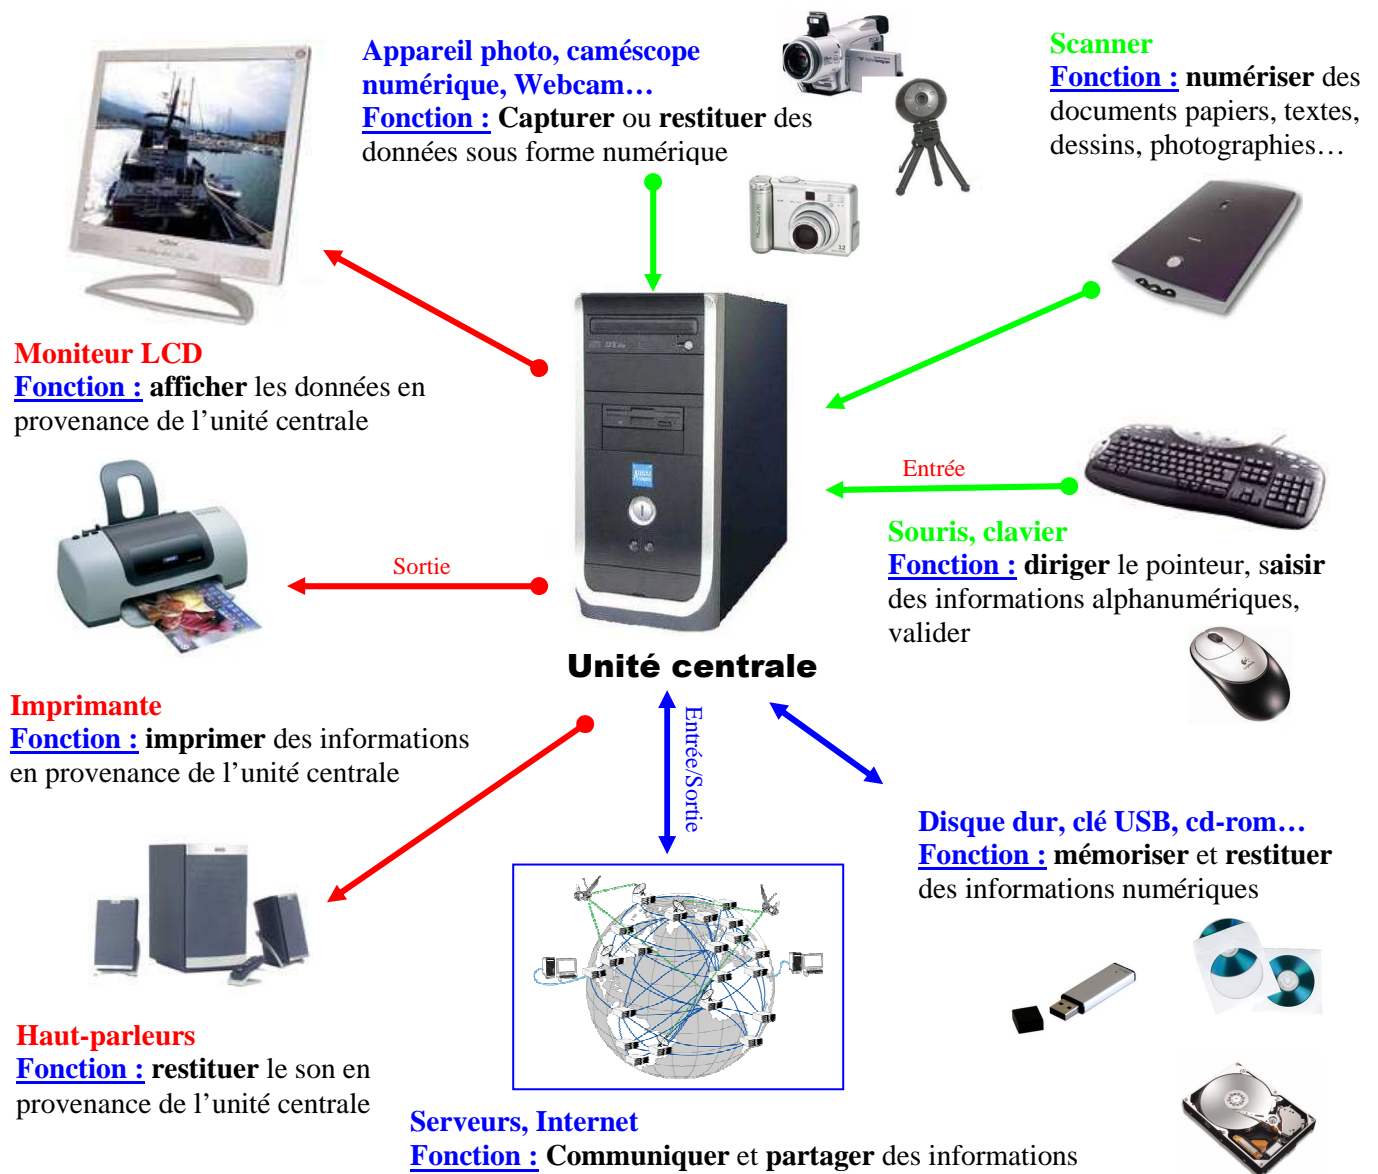 Appareil photo, caméscope
numérique, Webcam…
Fonction : Capturer ou restituer des
données sous forme numérique
Scanner
Fonction : numériser des
documents papiers, textes,
dessins, photographies…
Moniteur LCD
Fonction : afficher les données en
provenance de l’unité centrale
Entrée
Souris, clavier
Fonction : diriger le pointeur, saisir
des informations alphanumériques,
valider
Sortie
Unité centrale
Imprimante
Fonction : imprimer des informations
en provenance de l’unité centrale
Entrée/Sortie
Disque dur, clé USB, cd-rom…
Fonction : mémoriser et restituer
des informations numériques
Haut-parleurs
Fonction : restituer le son en
provenance de l’unité centrale
Serveurs, Internet
Fonction : Communiquer et partager des informations